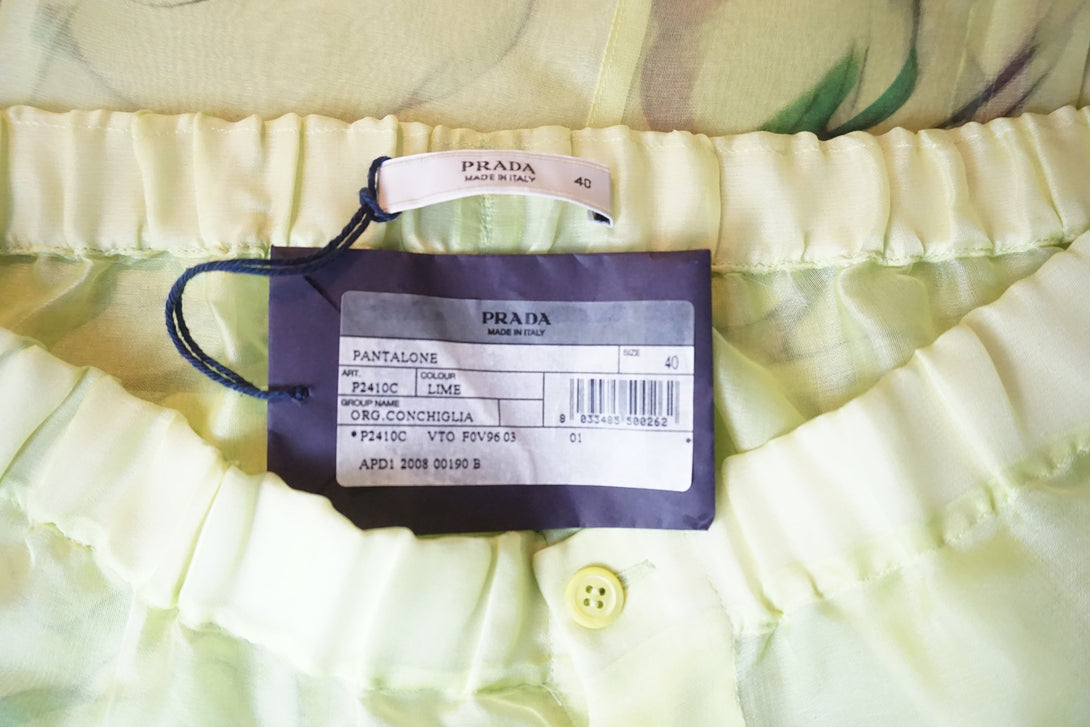 PRADA
MADE IN ITALY
40
PRADA
MADE IN ITALY
PANTALONE
SIZE
40
ART.
P2410C
COLOUR
LIME
GROUP NAME
ORG.CONCHIGLIA
8 033485 500262
*P2410C VTO F0V96 03 01 *
APD1 2008 00190 B